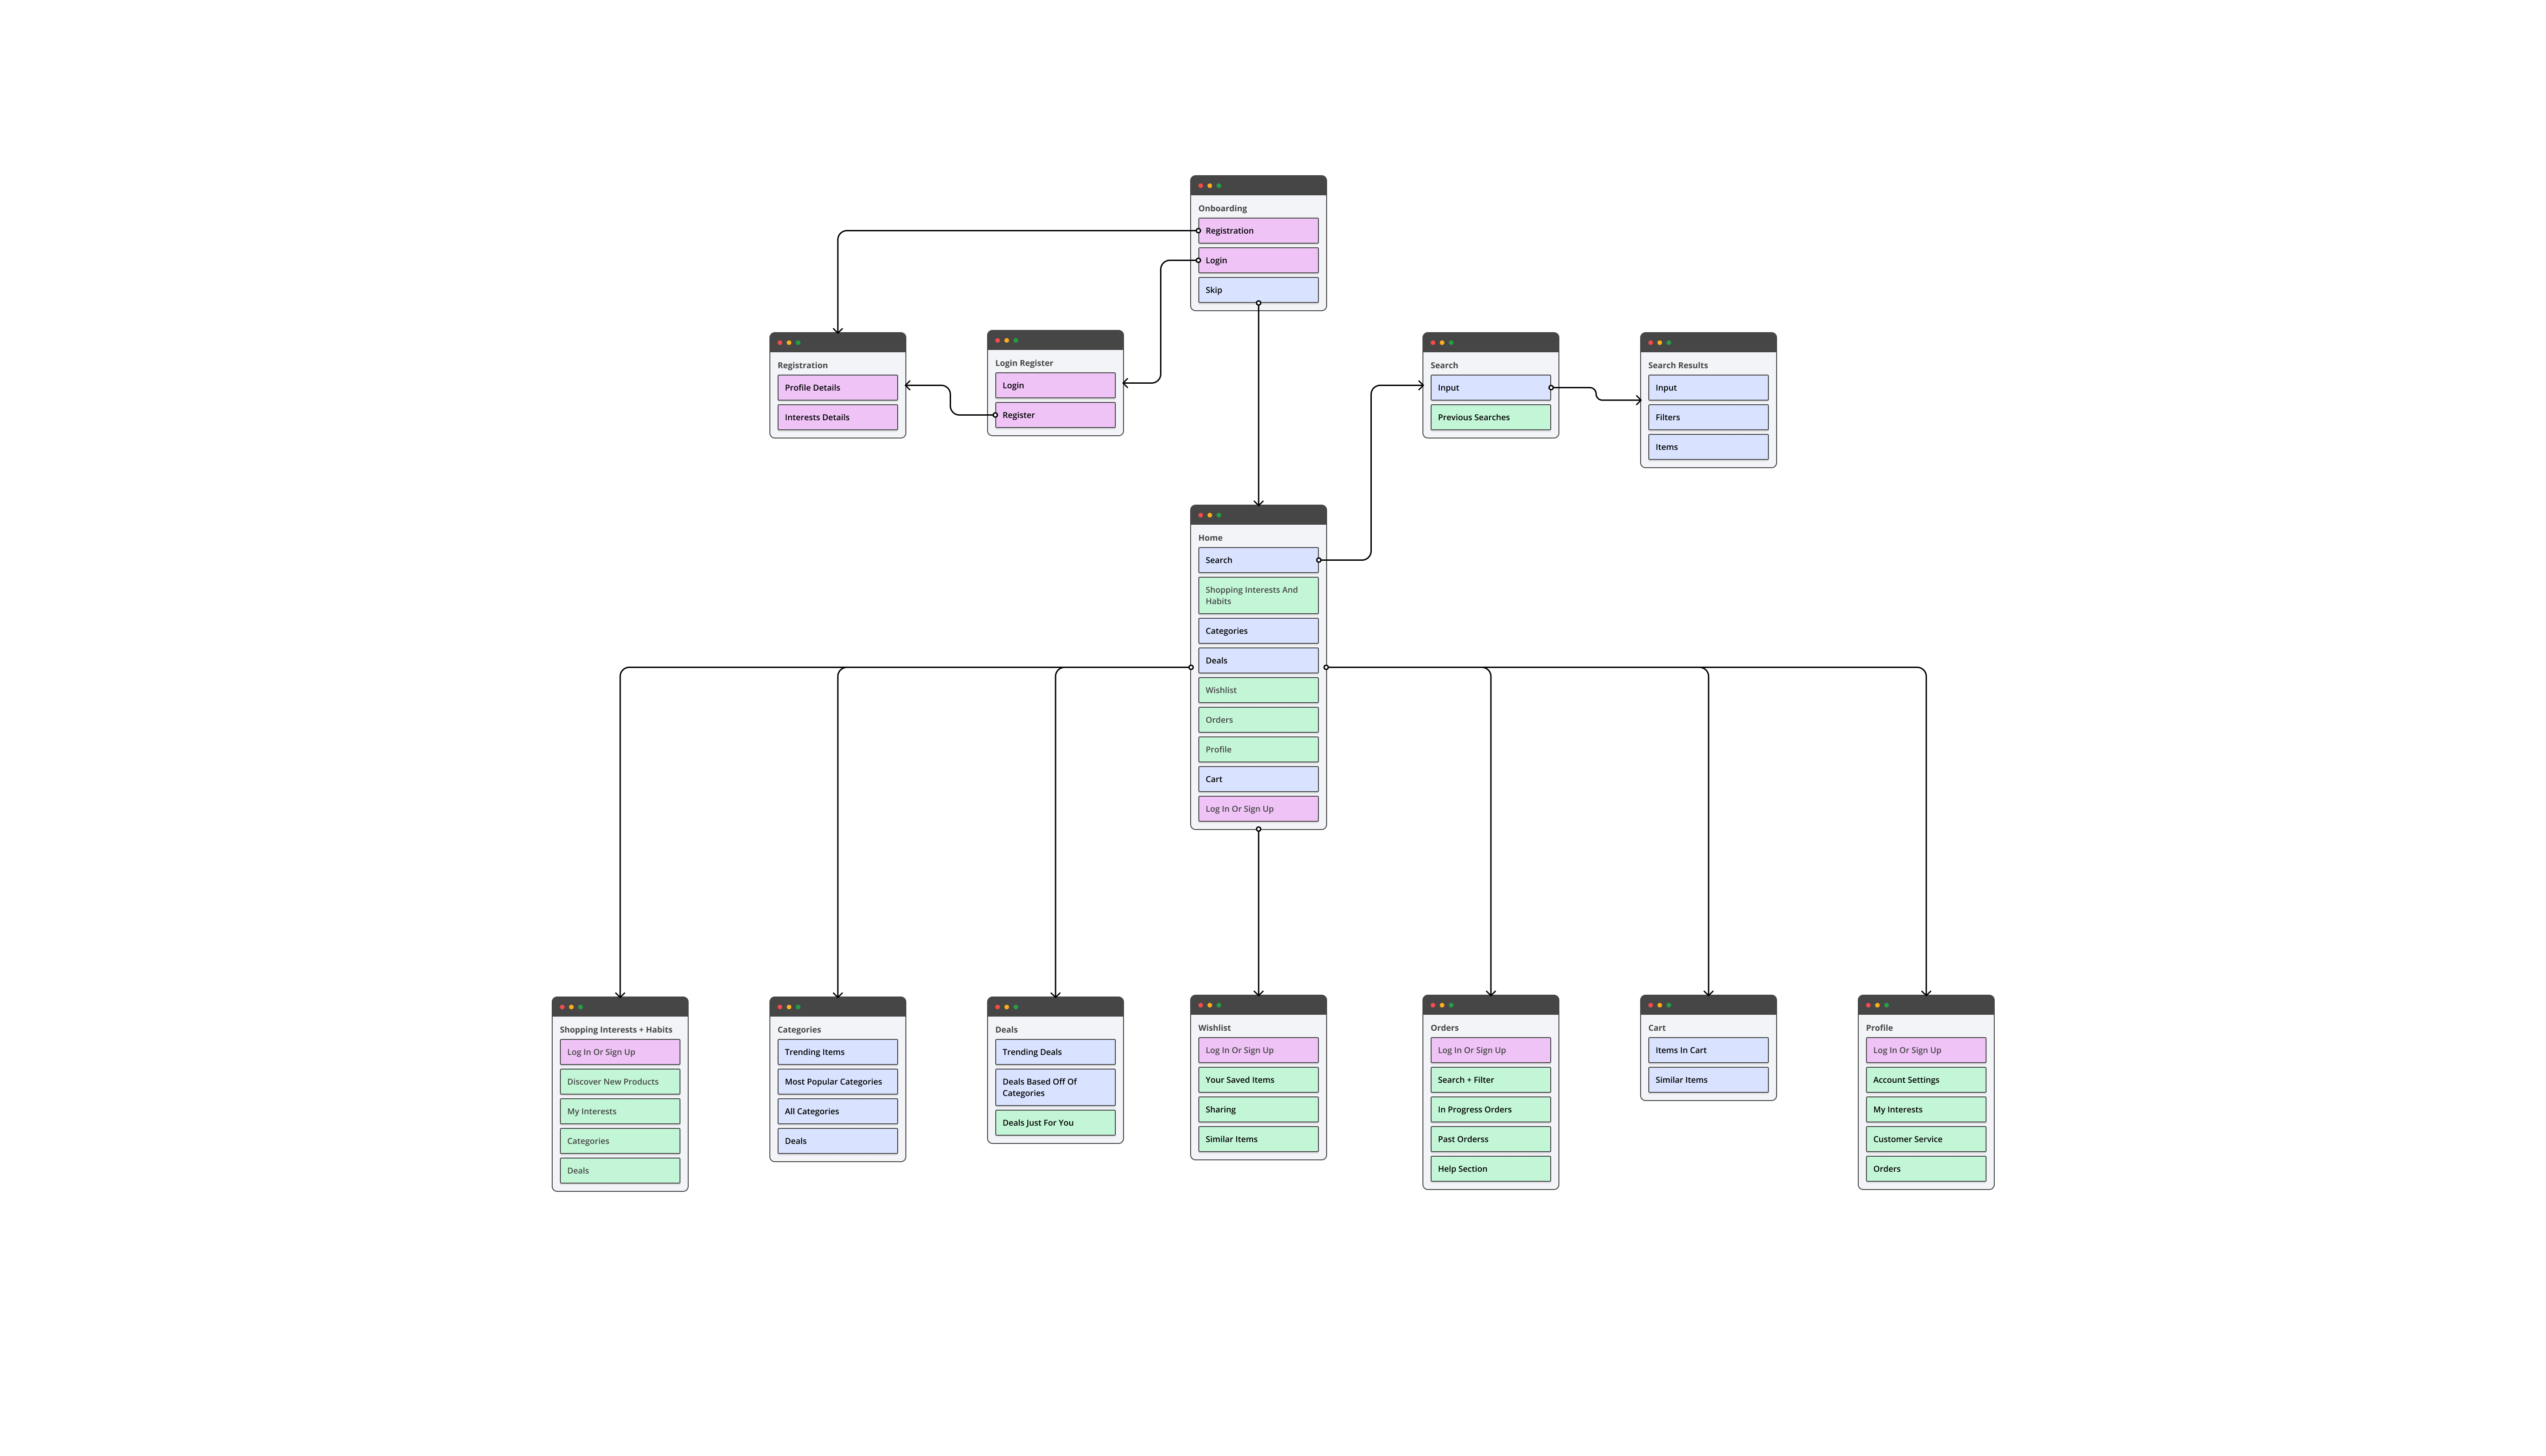 Onboarding
Registration
Login
Skip
Registration
Profile Details
Interests Details
Login Register
Login
Register
Search
Input
Previous Searches
Search Results
Input
Filters
Items
Home
Search
Shopping Interests And
Habits
Categories
Deals
Wishlist
Orders
Profile
Cart
Log In Or Sign Up
Shopping Interests + Habits
Log In Or Sign Up
Discover New Products
My Interests
Categories
Deals
Categories
Trending Items
Most Popular Categories
All Categories
Deals
Deals
Trending Deals
Deals Based Off Of
Categories
Deals Just For You
Wishlist
Log In Or Sign Up
Your Saved Items
Sharing
Similar Items
Orders
Log In Or Sign Up
Search + Filter
In Progress Orders
Past Orderss
Help Section
Cart
Items In Cart
Similar Items
Profile
Log In Or Sign Up
Account Settings
My Interests
Customer Service
Orders